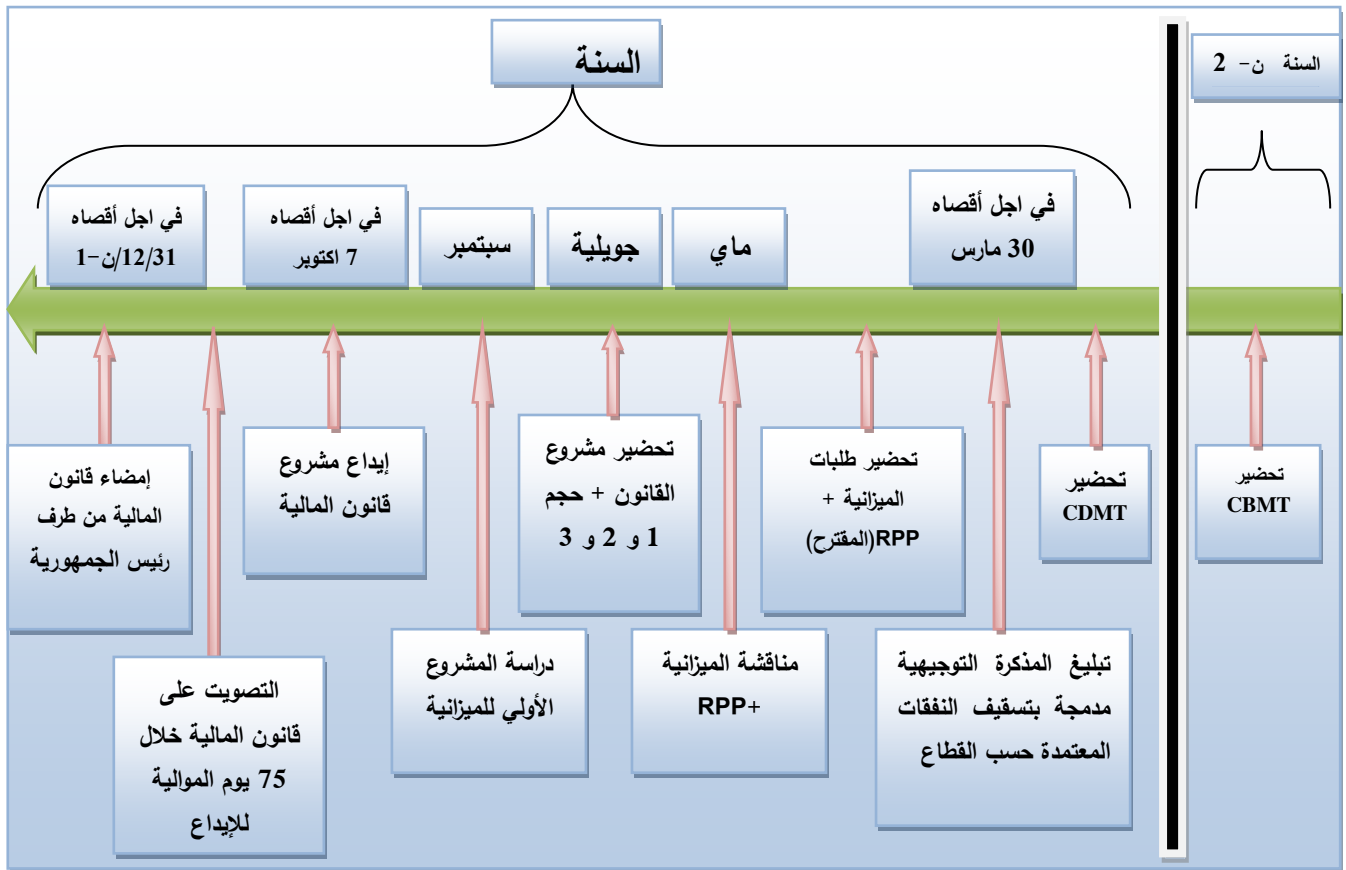 السنة
السنة ن- 2
في اجل أقصاه
30 مارس
ماي
جويلية
سبتمبر
في اجل أقصاه
7 اكتوبر
في اجل أقصاه
12/31/ن-1
تحضير
CBMT
تحضير
CDMT
تحضير طلبات
الميزانية +
RPP(المقترح)
تحضير مشروع
القانون + حجم
1 و 2 و 3
إيداع مشروع
قانون المالية
إمضاء قانون
المالية من طرف
رئيس الجمهورية
تبليغ المذكرة التوجيهية
مدمجة بتسقيف النفقات
المعتمدة حسب القطاع
مناقشة الميزانية
RPP+
دراسة المشروع
الأولي للميزانية
التصويت على
قانون المالية خلال
75 يوم الموالية
للإيداع